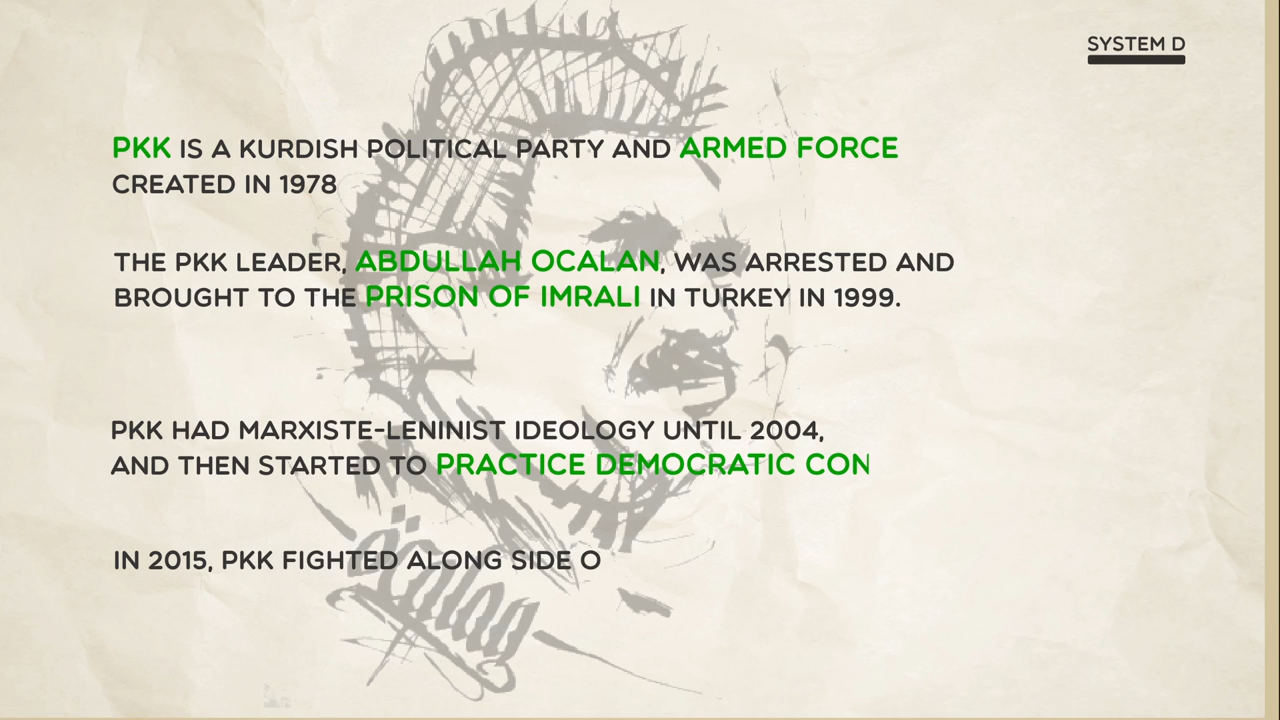 SYSTEM D
PKK IS A KURDISH POLITICAL PARTY AND ARMED FORCE
CREATED IN 1978
THE PKK LEADER, ABDULLAH OCALAN, WAS ARRESTED AND
BROUGHT TO THE PRISON OF IMRALI IN TURKEY IN 1999.
PKK HAD MARXISTE-LENINIST IDEOLOGY UNTIL 2004,
AND THEN STARTED TO PRACTICE DEMOCRATIC CON
IN 2015, PKK FIGHTED ALONG SIDE O
Öcalan